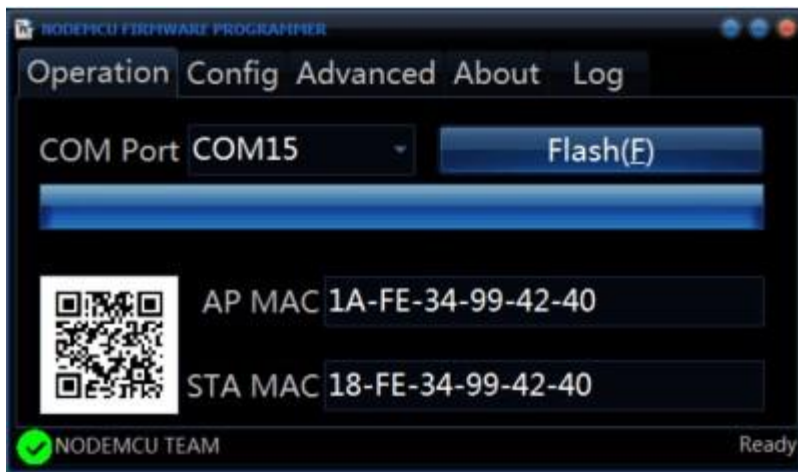 NODEMCU FIRMWARE PROGRAMMER
Operation Config Advanced About Log
COM Port COM15 Flash(F)
AP MAC 1A-FE-34-99-42-40
STA MAC 18-FE-34-99-42-40
NODEMCU TEAM Ready